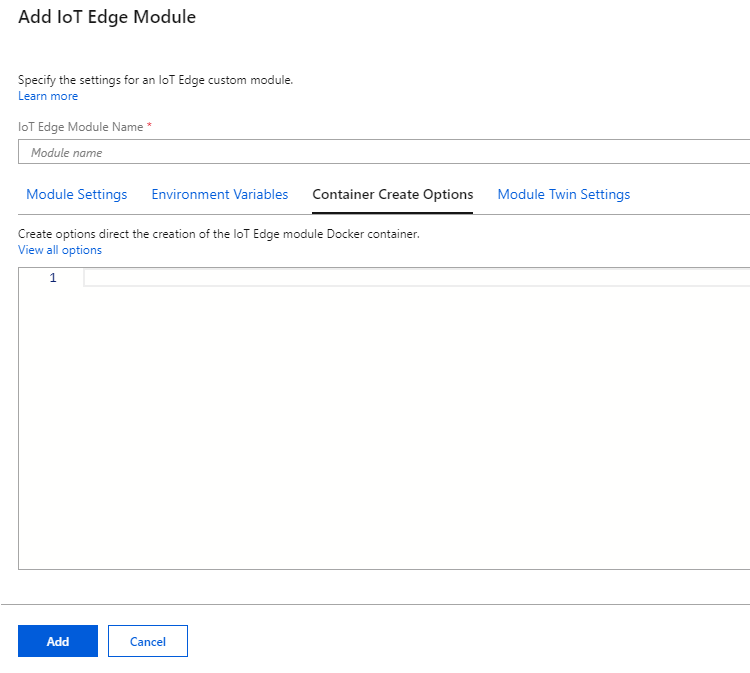 Add IoT Edge Module
Specify the settings for an IoT Edge custom module.
Learn more
IoT Edge Module Name *
Module name
Module Settings Environment Variables Container Create Options Module Twin Settings
Create options direct the creation of the IoT Edge module Docker container.
View all options
1
Add Cancel